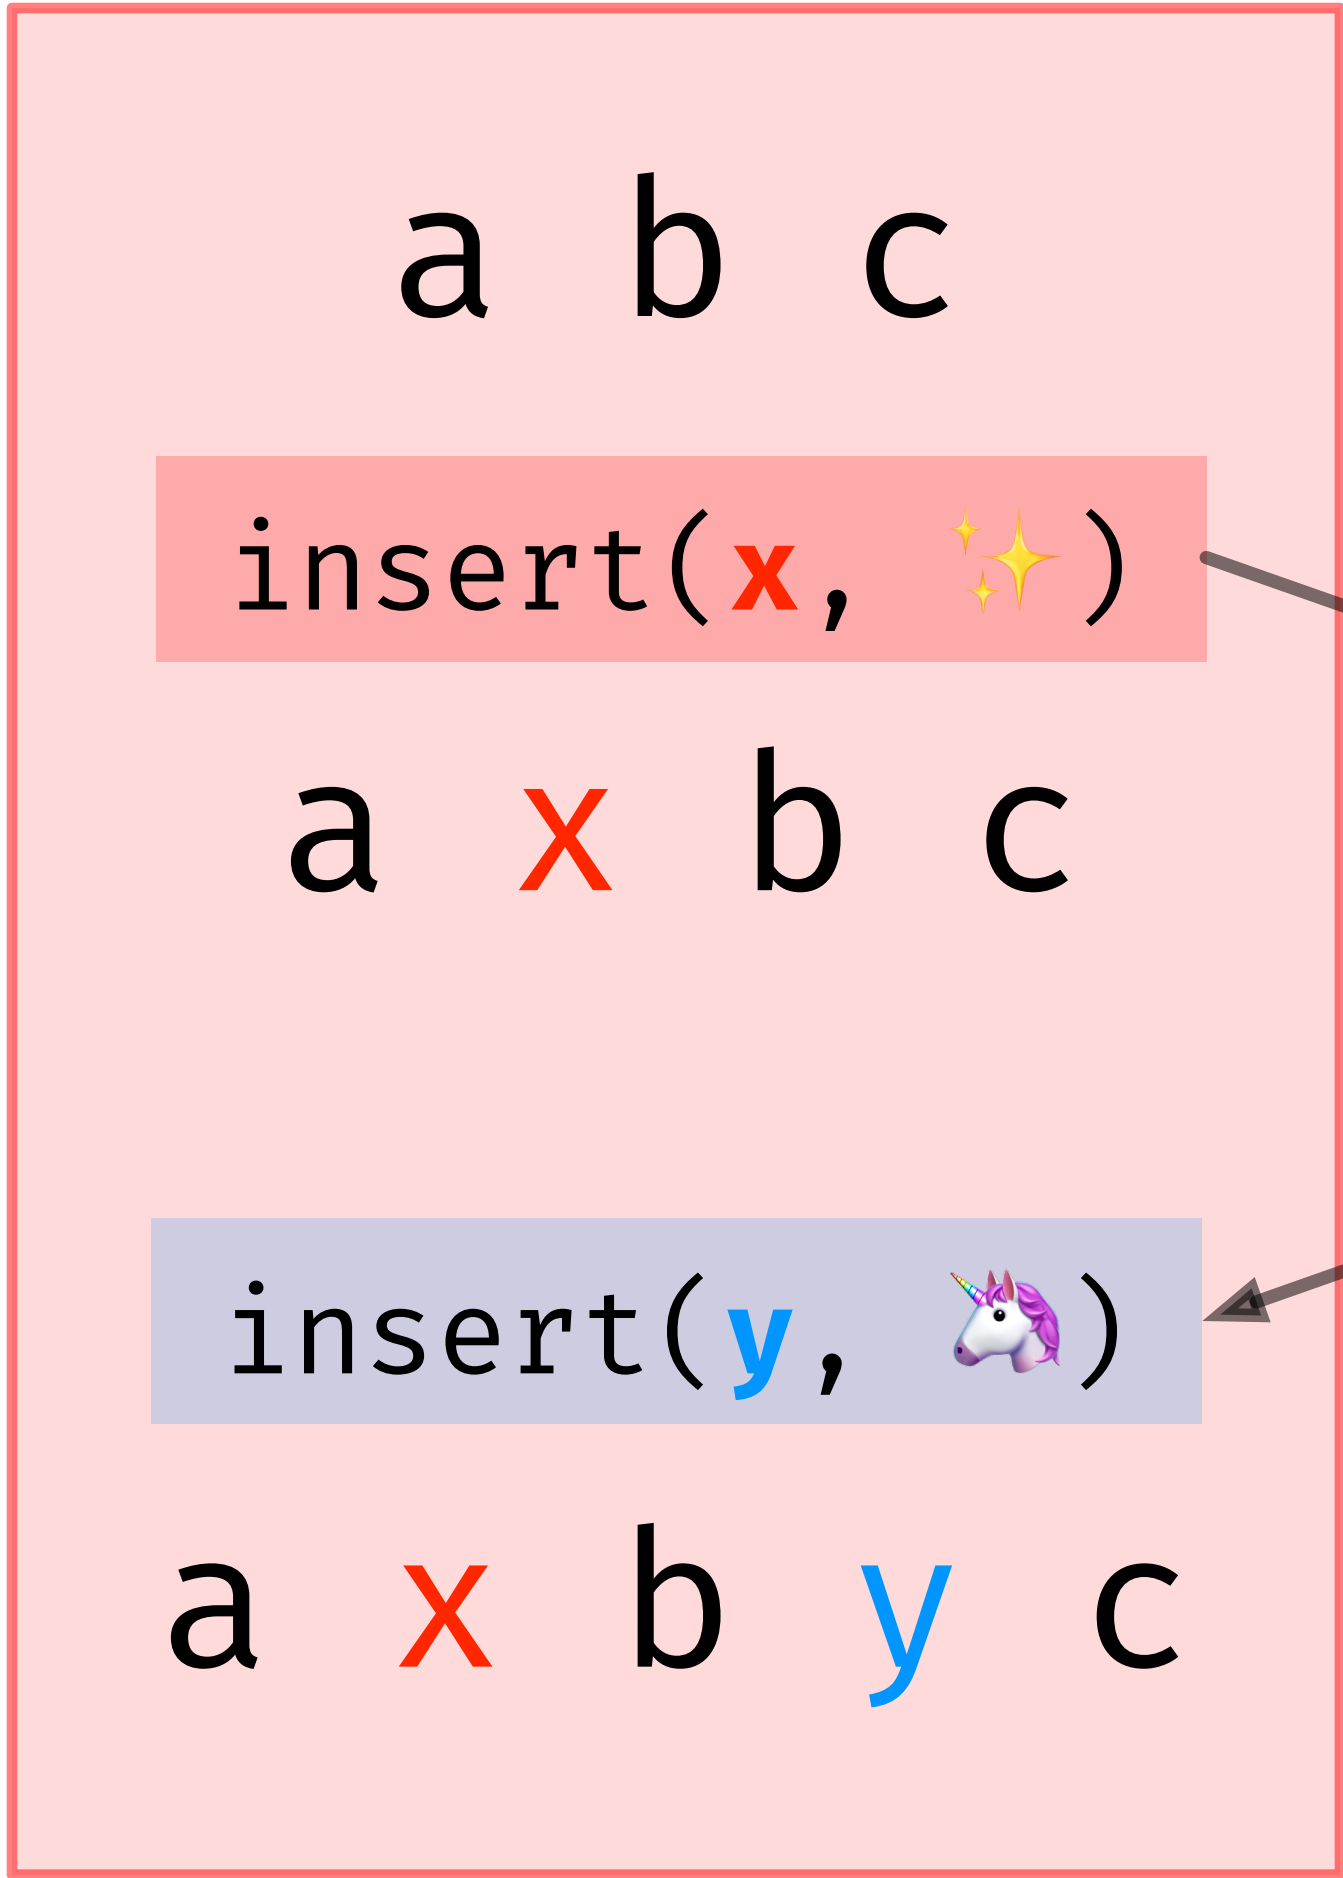 a b c
insert(x, ✨)
a x b c
insert(y, 🦄)
a x b y c